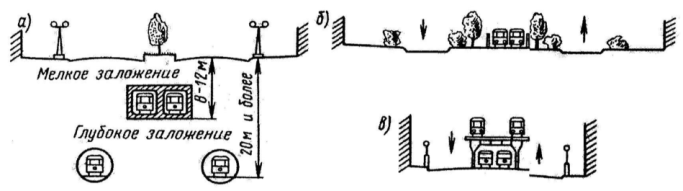 а)
Мелкое заложение
8-12 м
Глубокое заложение
20 м и более
б)
в)